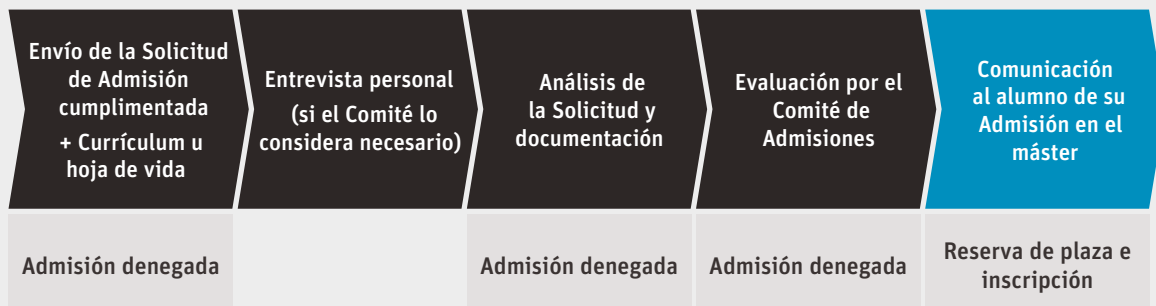 Envío de la Solicitud
de Admisión
cumplimentada
+ Currículum u
hoja de vida
Entrevista personal
(si el Comité lo
considera necesario)
Análisis de
la Solicitud y
documentación
Evaluación por el
Comité de
Admisiones
Comunicación
al alumno de su
Admisión en el
máster
Admisión denegada
Admisión denegada
Admisión denegada
Reserva de plaza e
inscripción